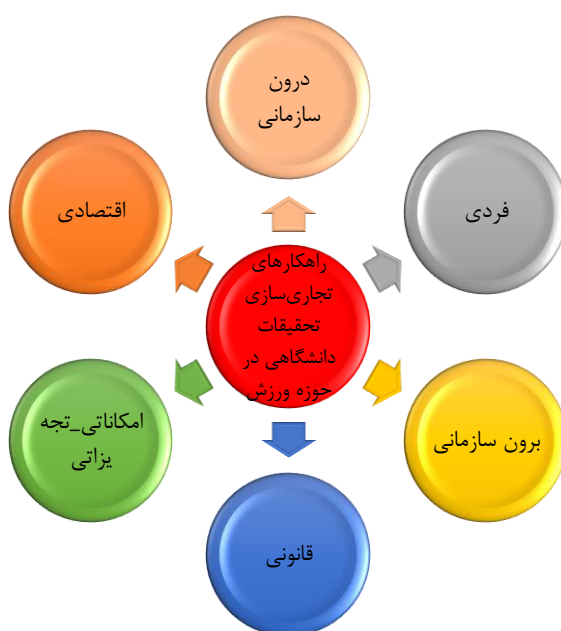 درون
سازمانی
فردی
اقتصادی
راهکارهای
تجاری‌سازی
تحقیقات
دانشگاهی در
حوزه ورزش
برون سازمانی
امکاناتی_تجه
یزاتی
قانونی